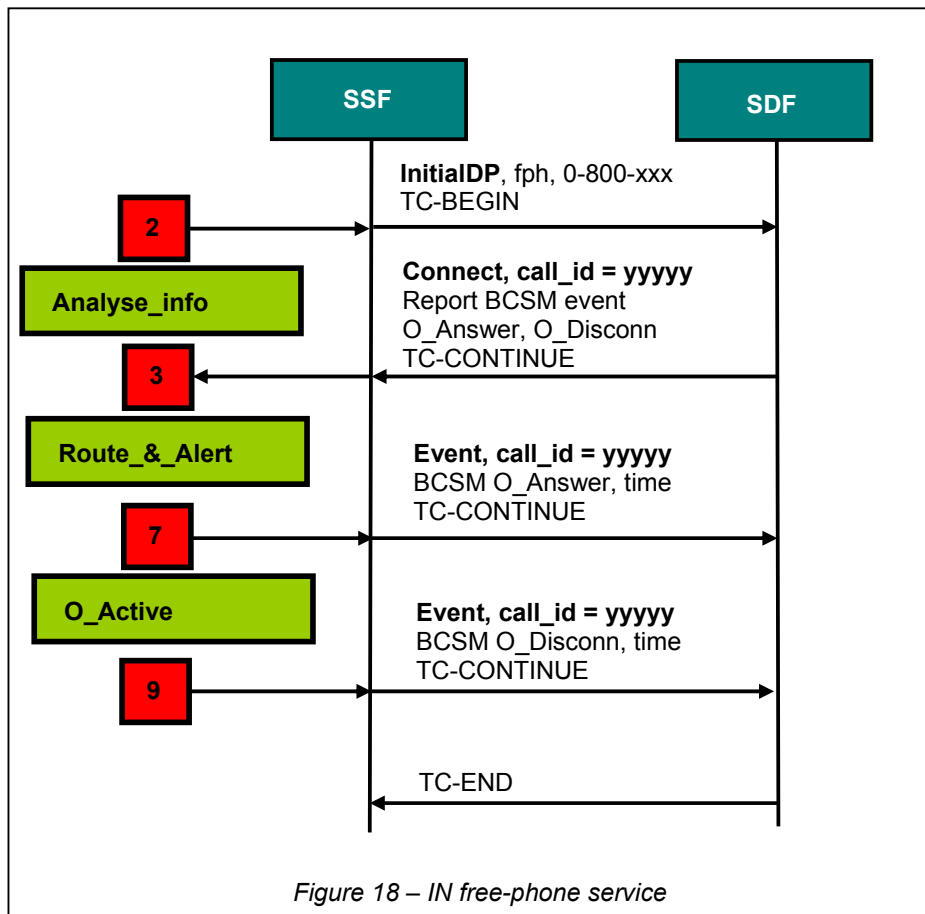 SSF
SDF
InitialDP, fph, 0-800-xxx
TC-BEGIN
2
Analyse_info
Connect, call_id = yyyyy
Report BCSM event
O_Answer, O_Disconn
TC-CONTINUE
3
Route_&_Alert
Event, call_id = yyyyy
BCSM O_Answer, time
TC-CONTINUE
7
O_Active
Event, call_id = yyyyy
BCSM O_Disconn, time
TC-CONTINUE
9
TC-END
Figure 18 – IN free-phone service